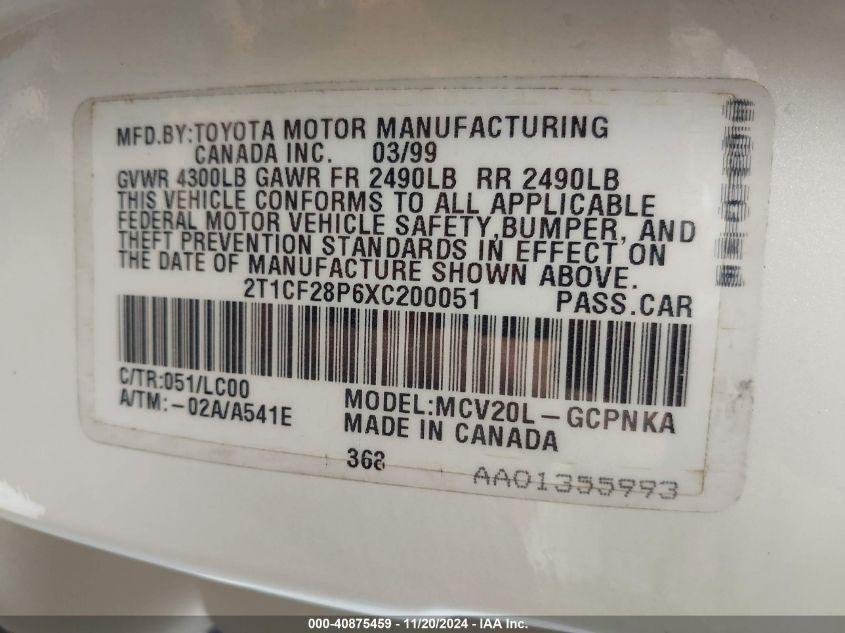 MFD.BY:TOYOTA MOTOR MANUFACTURING
CANADA INC. 03/99
GVWR 4300LB GAWR FR 2490LB RR 2490LB
THIS VEHICLE CONFORMS TO ALL APPLICABLE
FEDERAL MOTOR VEHICLE SAFETY,BUMPER, AND
THEFT PREVENTION STANDARDS IN EFFECT ON
THE DATE OF MANUFACTURE SHOWN ABOVE.
2T1CF28P6XC200051 PASS.CAR
C/TR:051/LC00
A/TM:-02A/A541E
MODEL:MCV20L-GCPNKA
MADE IN CANADA
368
AA01355993
000-40875459 - 11/20/2024 - IAA Inc.